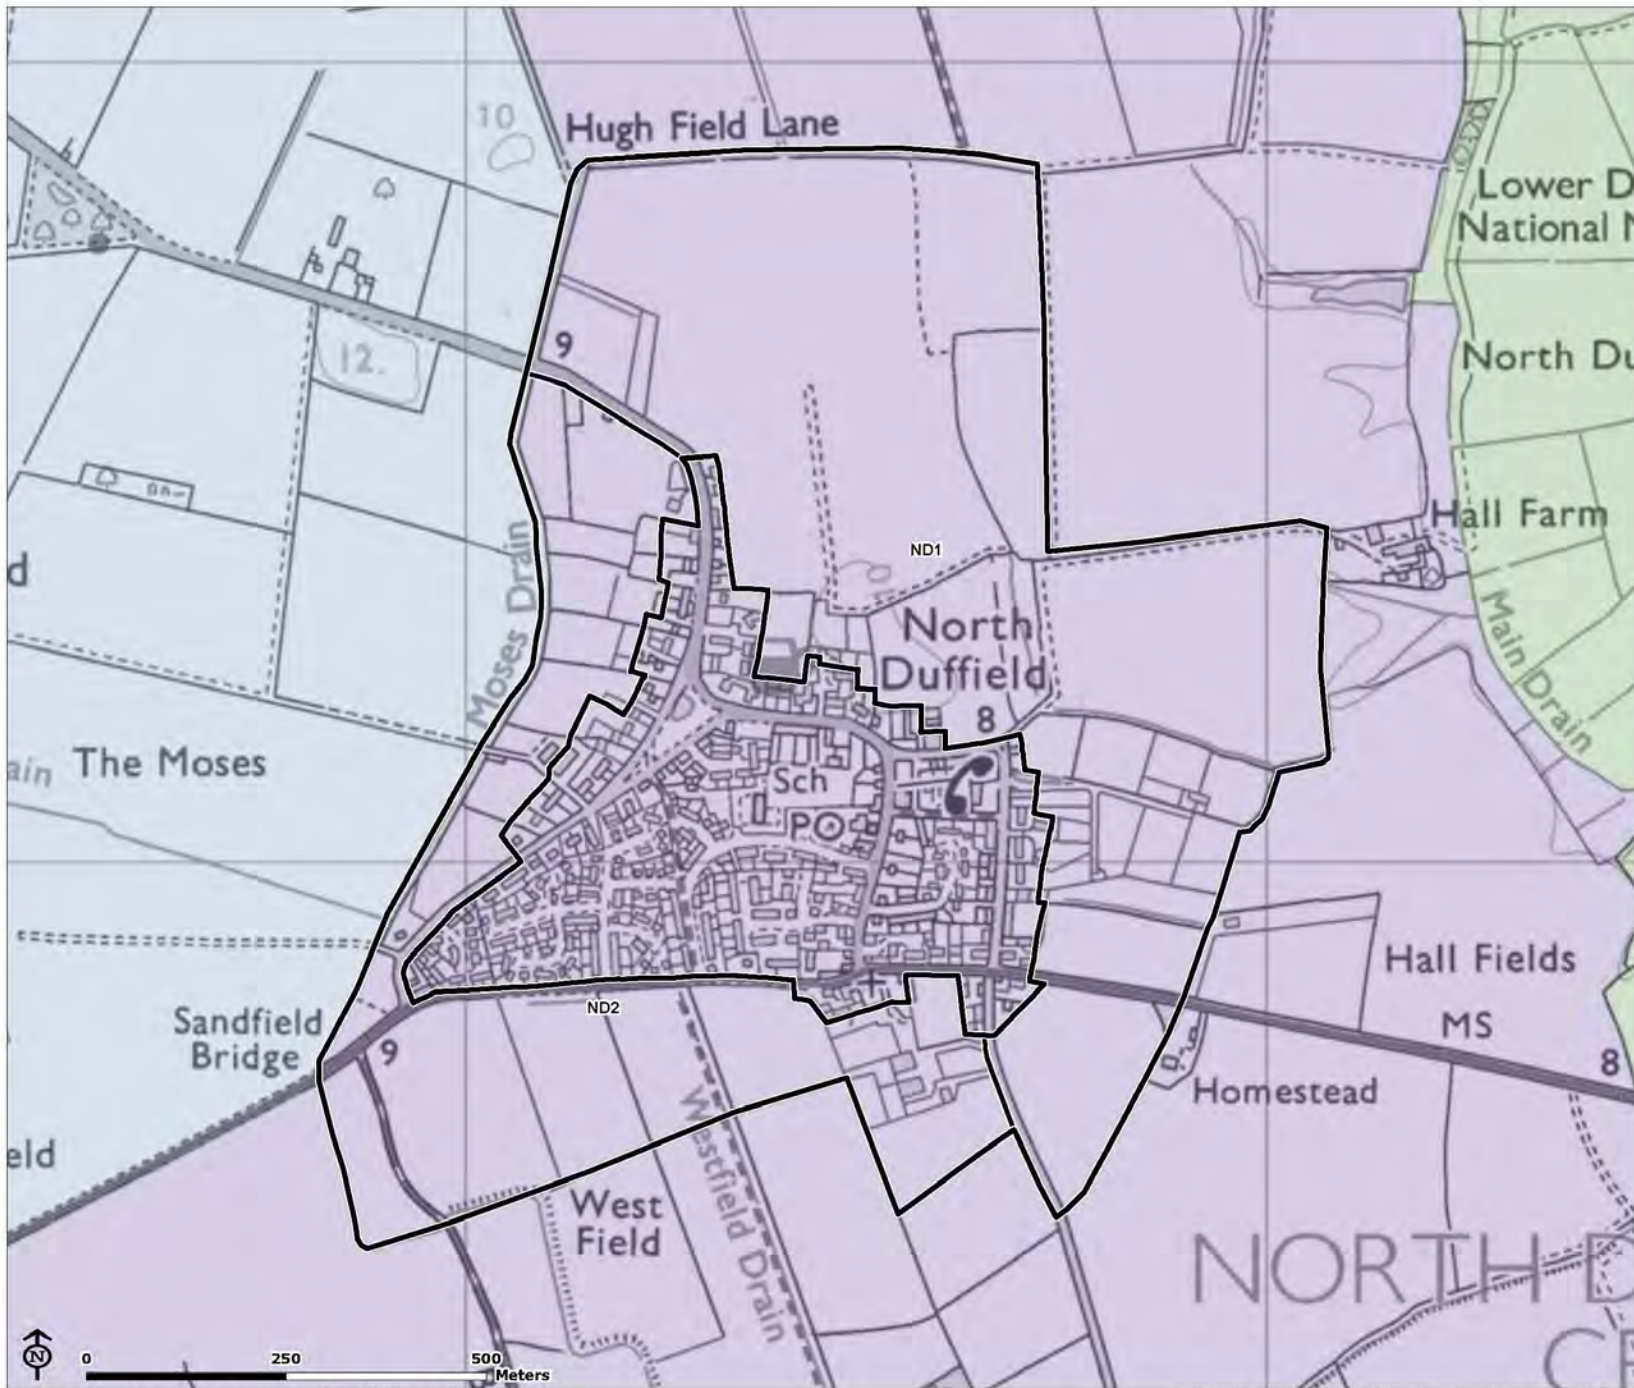 10
Hugh Field Lane
Lower D
National N
9
12.
North Du
Hall Farm
ND1
d
Moses Drain
North
Duffield
Main Drain
8
ain
The Moses
Sch
PO
Hall Fields
Sandfield
Bridge
ND2
MS
9
8
Homestead
eld
Westfield Drain
West
Field
NORTH D
CE
N
0 250 500
Meters